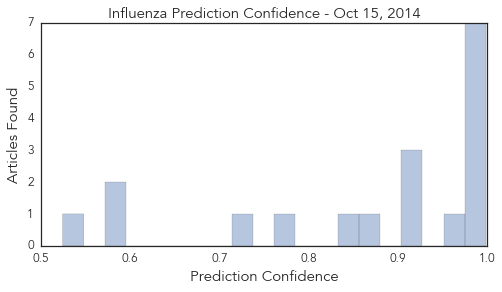 Influenza Prediction Confidence - Oct 15, 2014
Articles Found
7
6
5
4
3
2
1
0
0.5 0.6 0.7 0.8 0.9 1.0
Prediction Confidence